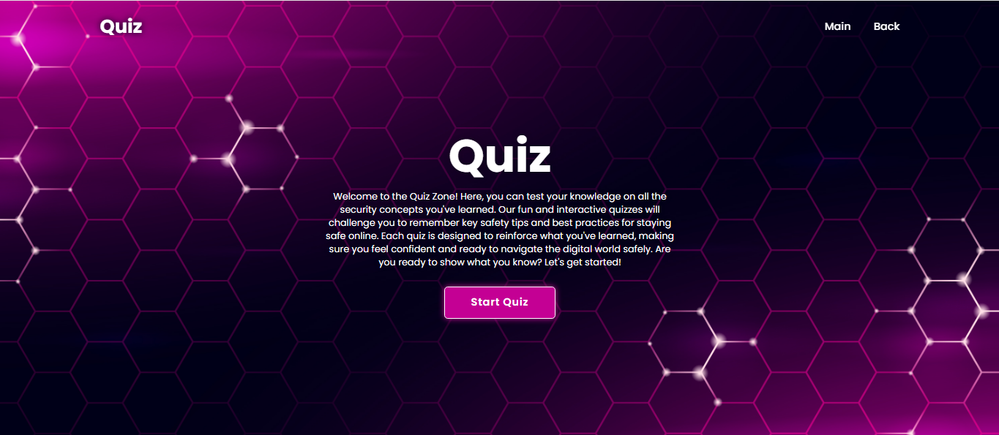 Quiz
Main Back
Quiz
Welcome to the Quiz Zone! Here, you can test your knowledge on all the
security concepts you've learned. Our fun and interactive quizzes will
challenge you to remember key safety tips and best practices for staying
safe online. Each quiz is designed to reinforce what you've learned, making
sure you feel confident and ready to navigate the digital world safely. Are
you ready to show what you know? Let's get started!
Start Quiz